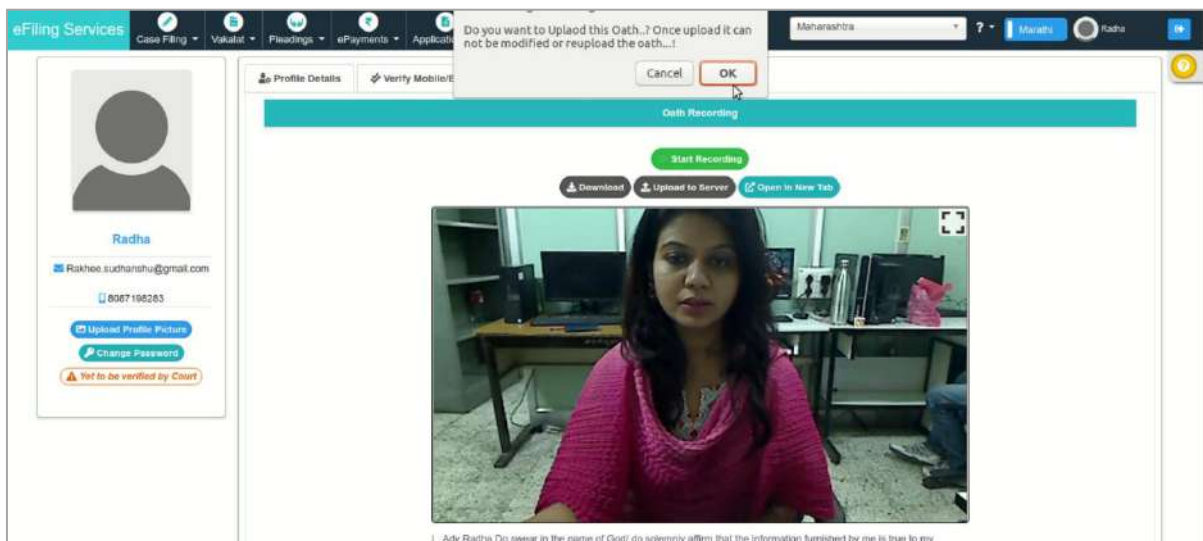 eFiling Services
Case Filing
Vakalat
Pleadings
ePayments
Maharashtra
?
Marathi
Radha
Do you want to Uplaod this Oath..? Once upload it can
not be modified or reupload the oath...!
Cancel
OK
Profile Details
Verify Mobile/E
Oath Recording
Start Recording
Download
Upload to Server
Open in New Tab
Radha
Rakhee.sudhanshu@gmail.com
8087198283
Upload Profile Picture
Change Password
Yet to be verified by Court
I, Adv Radha Do swear in the name of God/ do solemnly affirm that the information furnished by me is true to my